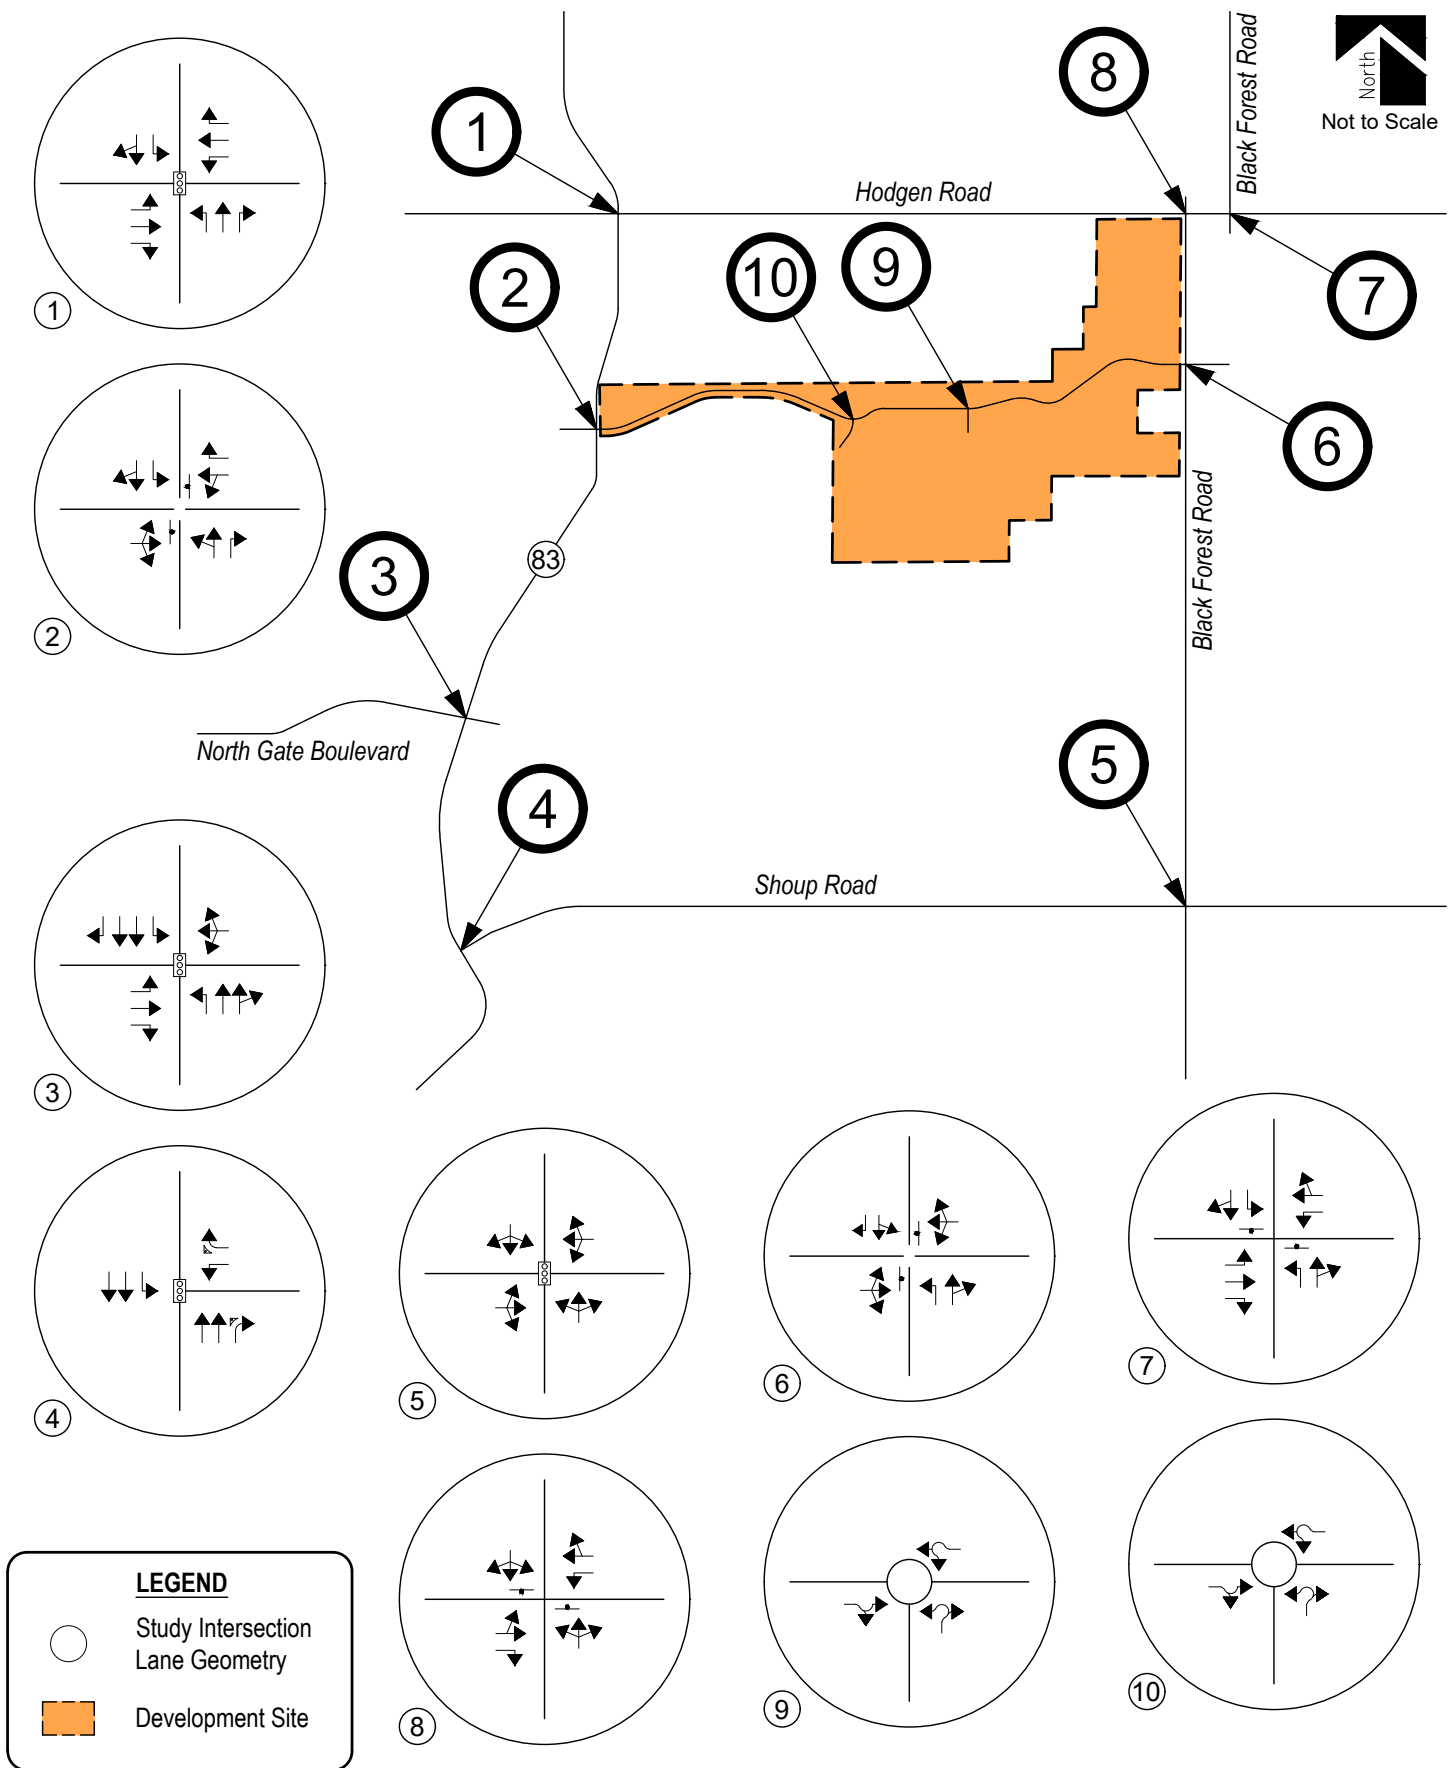 Black Forest Road
North
Not to Scale
8
1
Hodgen Road
1
2
10
9
7
6
2
83
3
Black Forest Road
North Gate Boulevard
5
4
Shoup Road
3
4
5
6
7
8
9
10
LEGEND
Study Intersection
Lane Geometry
Development Site